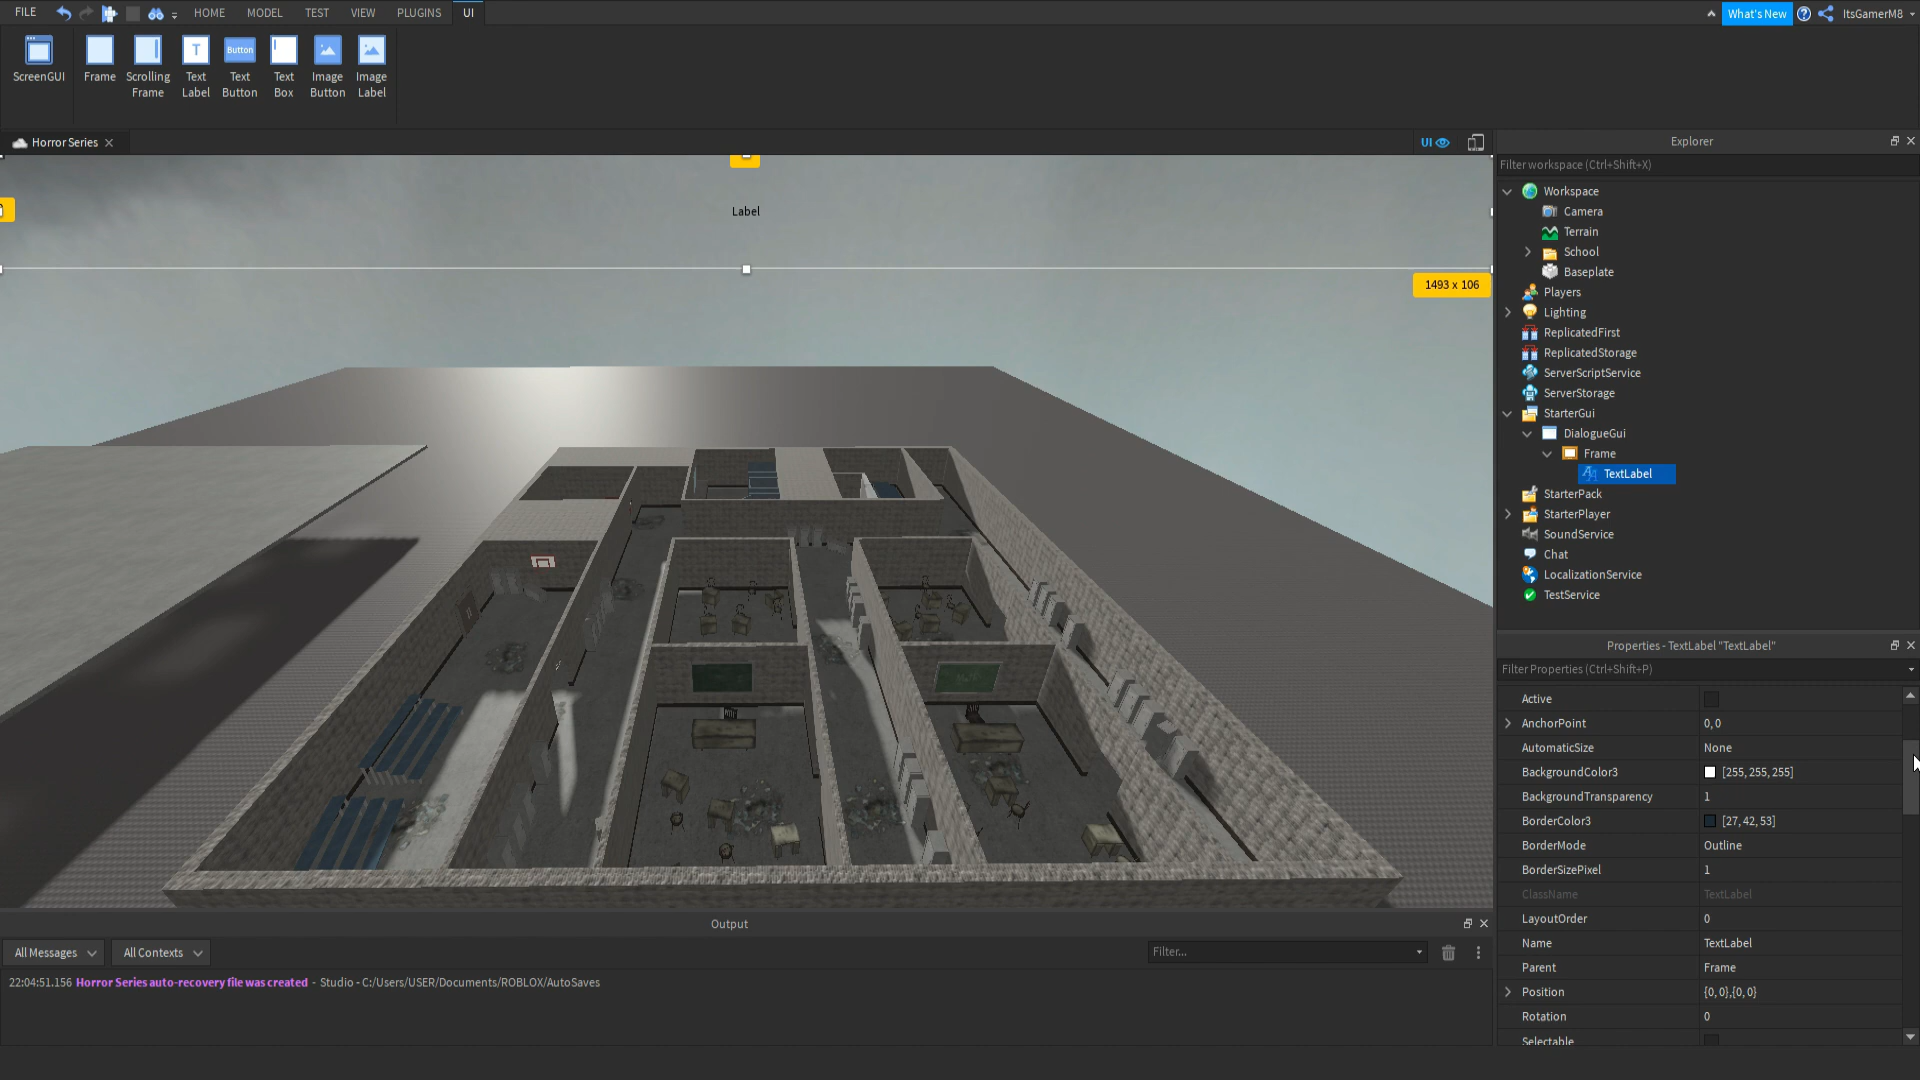 FILE
HOME
MODEL
TEST
VIEW
PLUGINS
UI
What's New
ItsGamerM8
ScreenGUI
Frame
Scrolling
Frame
Text
Label
Button
Text
Button
Text
Box
Image
Button
Image
Label
Horror Series
UI
Label
1493 x 106
Explorer
Filter workspace (Ctrl+Shift+X)
Workspace
Camera
Terrain
School
Baseplate
Players
Lighting
ReplicatedFirst
ReplicatedStorage
ServerScriptService
ServerStorage
StarterGui
DialogueGui
Frame
TextLabel
StarterPack
StarterPlayer
SoundService
Chat
LocalizationService
TestService
Properties - TextLabel "TextLabel"
Filter Properties (Ctrl+Shift+P)
Active
AnchorPoint 0, 0
AutomaticSize None
BackgroundColor3 [255, 255, 255]
BackgroundTransparency 1
BorderColor3 [27, 42, 53]
BorderMode Outline
BorderSizePixel 1
ClassName TextLabel
LayoutOrder 0
Name TextLabel
Parent Frame
Position {0, 0},{0, 0}
Rotation 0
Selectable
Output
All Messages
All Contexts
Filter...
22:04:51.156 Horror Series auto-recovery file was created - Studio - C:/Users/USER/Documents/ROBLOX/AutoSaves